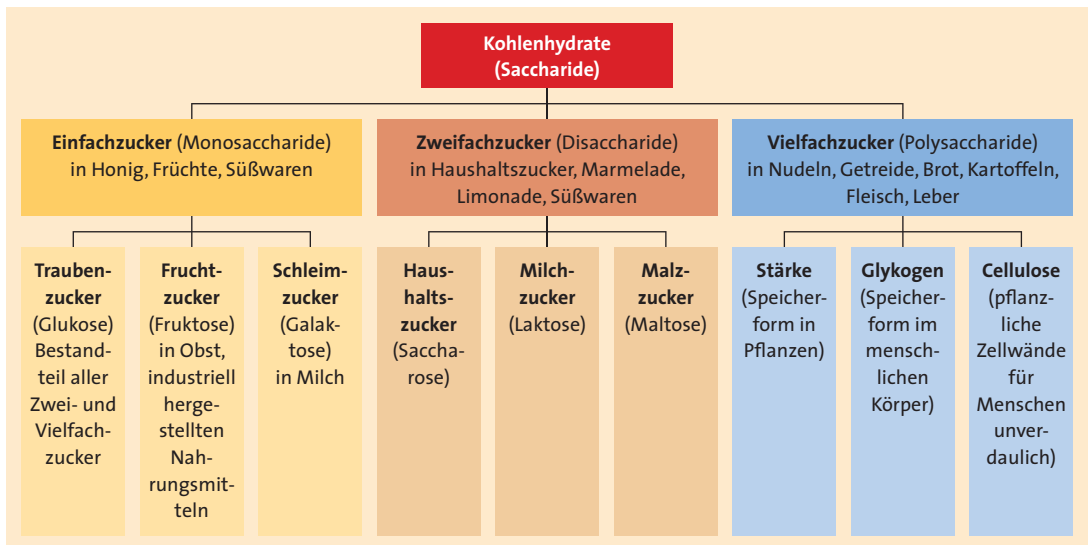 Kohlenhydrate
(Saccharide)
Einfachzucker (Monosaccharide)
in Honig, Früchte, Süßwaren
Zweifachzucker (Disaccharide)
in Haushaltszucker, Marmelade,
Limonade, Süßwaren
Vielfachzucker (Polysaccharide)
in Nudeln, Getreide, Brot, Kartoffeln,
Fleisch, Leber
Trauben-
zucker
(Glukose)
Bestand-
teil aller
Zwei- und
Vielfach-
zucker
Frucht-
zucker
(Fruktose)
in Obst,
industriell
herge-
stellten
Nah-
rungsmit-
teln
Schleim-
zucker
(Galak-
tose)
in Milch
Haus-
halts-
zucker
(Saccha-
rose)
Milch-
zucker
(Laktose)
Malz-
zucker
(Maltose)
Stärke
(Speicher-
form in
Pflanzen)
Glykogen
(Speicher-
form im
mensch-
lichen
Körper)
Cellulose
(pflanz-
liche
Zellwände
für
Menschen
unver-
daulich)